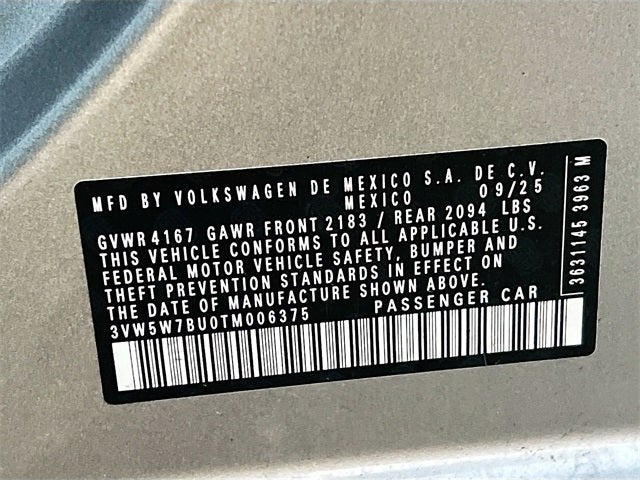 MFD BY VOLKSWAGEN DE MEXICO S.A. DE C.V.
MEXICO 09/25
GVWR 4167 GAWR FRONT 2183 / REAR 2094 LBS
THIS VEHICLE CONFORMS TO ALL APPLICABLE U.S.
FEDERAL MOTOR VEHICLE SAFETY, BUMPER AND
THEFT PREVENTION STANDARDS IN EFFECT ON
THE DATE OF MANUFACTURE SHOWN ABOVE.
3VW5W7BU0TM006375 PASSENGER CAR
3631145 3963 M